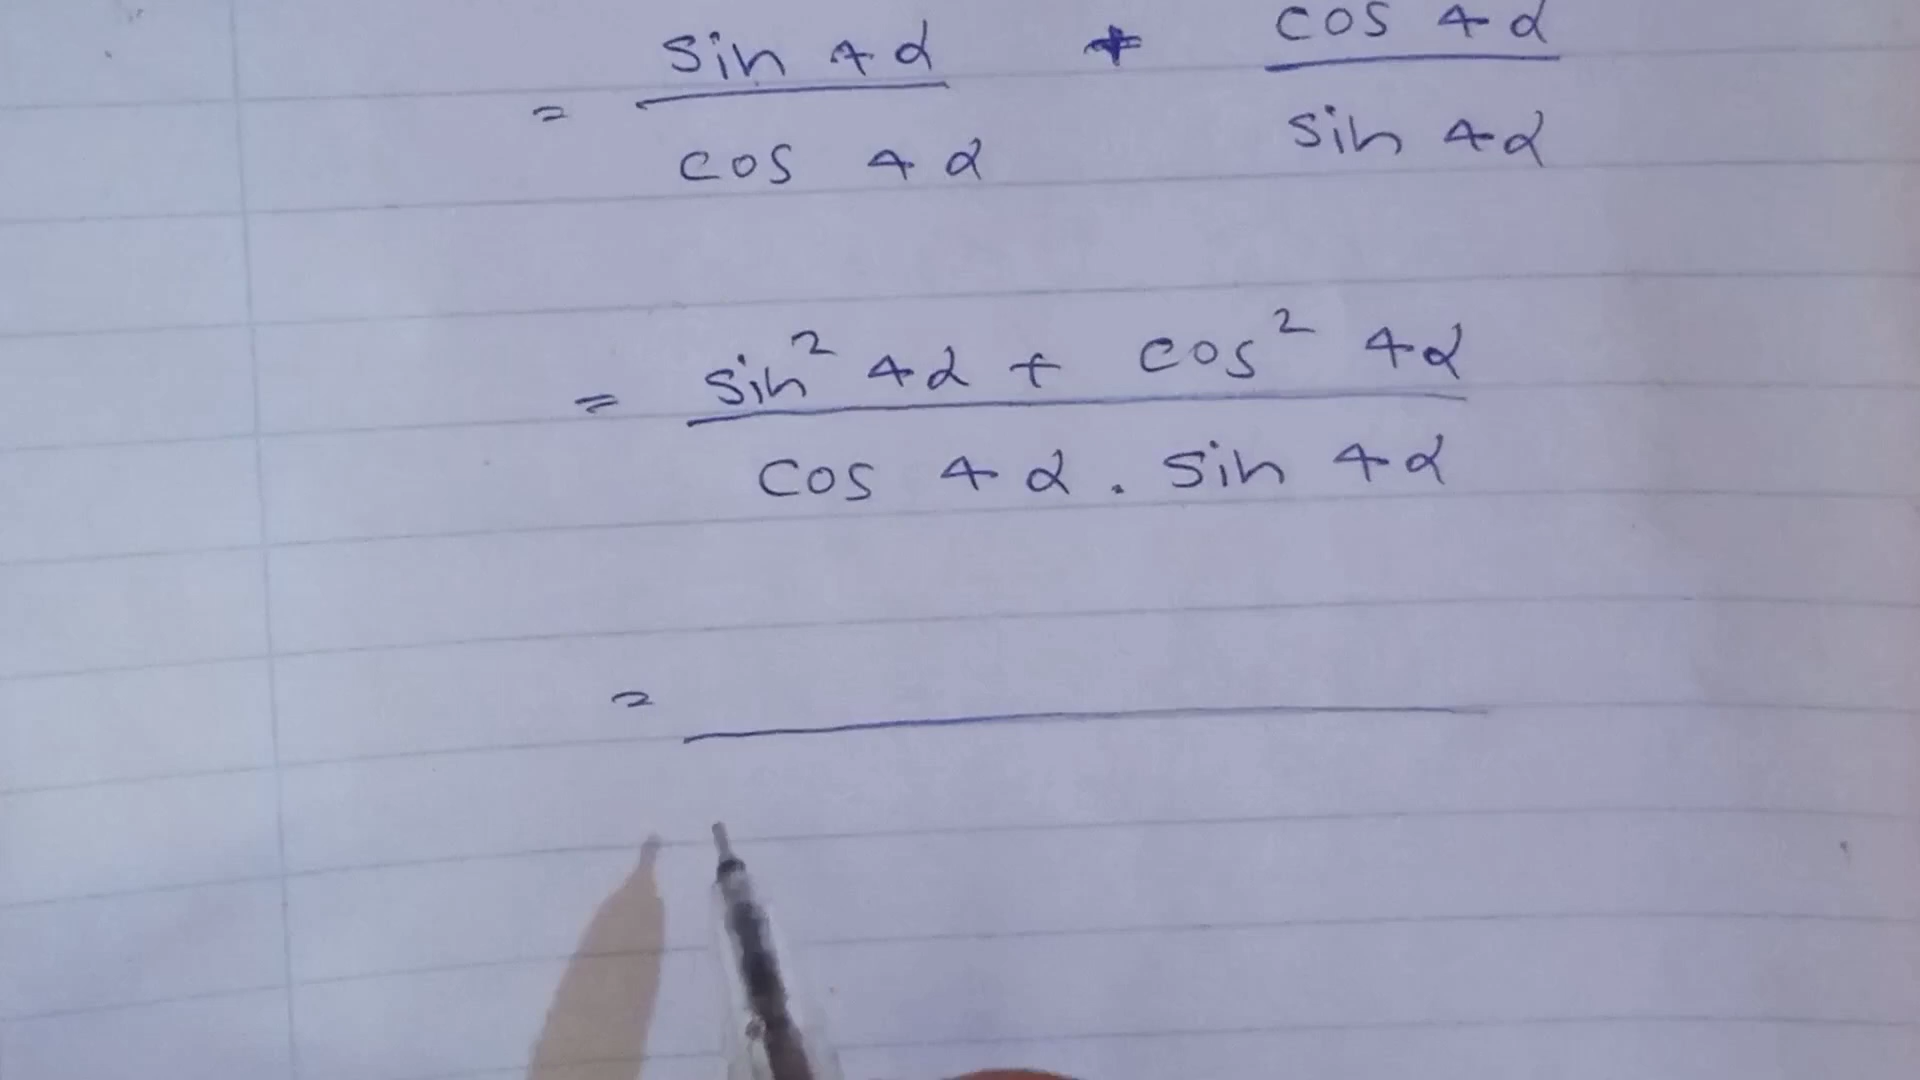 = sin 4α / cos 4α + cos 4α / sin 4α
= sin² 4α + cos² 4α / cos 4α . sin 4α
=